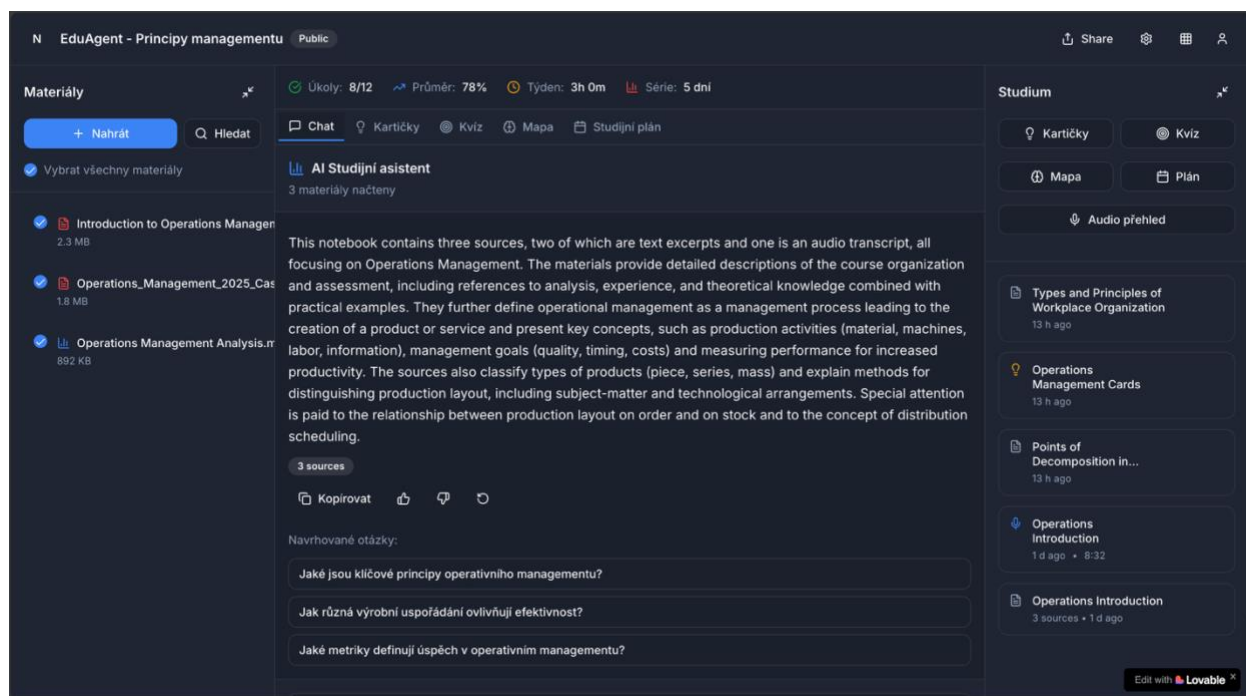 N EduAgent - Principy managementu Public
Share
Materiály
+ Nahrát
Hledat
Vybrat všechny materiály
Introduction to Operations Managen
2.3 MB
Operations_Management_2025_Cas
1.8 MB
Operations Management Analysis.m
892 KB
Úkoly: 8/12 Průměr: 78% Týden: 3h 0m Série: 5 dní
Chat Kartičky Kvíz Mapa Studijní plán
AI Studijní asistent
3 materiály načteny
This notebook contains three sources, two of which are text excerpts and one is an audio transcript, all
focusing on Operations Management. The materials provide detailed descriptions of the course organization
and assessment, including references to analysis, experience, and theoretical knowledge combined with
practical examples. They further define operational management as a management process leading to the
creation of a product or service and present key concepts, such as production activities (material, machines,
labor, information), management goals (quality, timing, costs) and measuring performance for increased
productivity. The sources also classify types of products (piece, series, mass) and explain methods for
distinguishing production layout, including subject-matter and technological arrangements. Special attention
is paid to the relationship between production layout on order and on stock and to the concept of distribution
scheduling.
3 sources
Kopírovat
Navrhované otázky:
Jaké jsou klíčové principy operativního managementu?
Jak různá výrobní uspořádání ovlivňují efektivnost?
Jaké metriky definují úspěch v operativním managementu?
Studium
Kartičky Kvíz
Mapa Plán
Audio přehled
Types and Principles of
Workplace Organization
13 h ago
Operations
Management Cards
13 h ago
Points of
Decomposition in...
13 h ago
Operations
Introduction
1 d ago • 8:32
Operations Introduction
3 sources • 1 d ago
Edit with Lovable ×